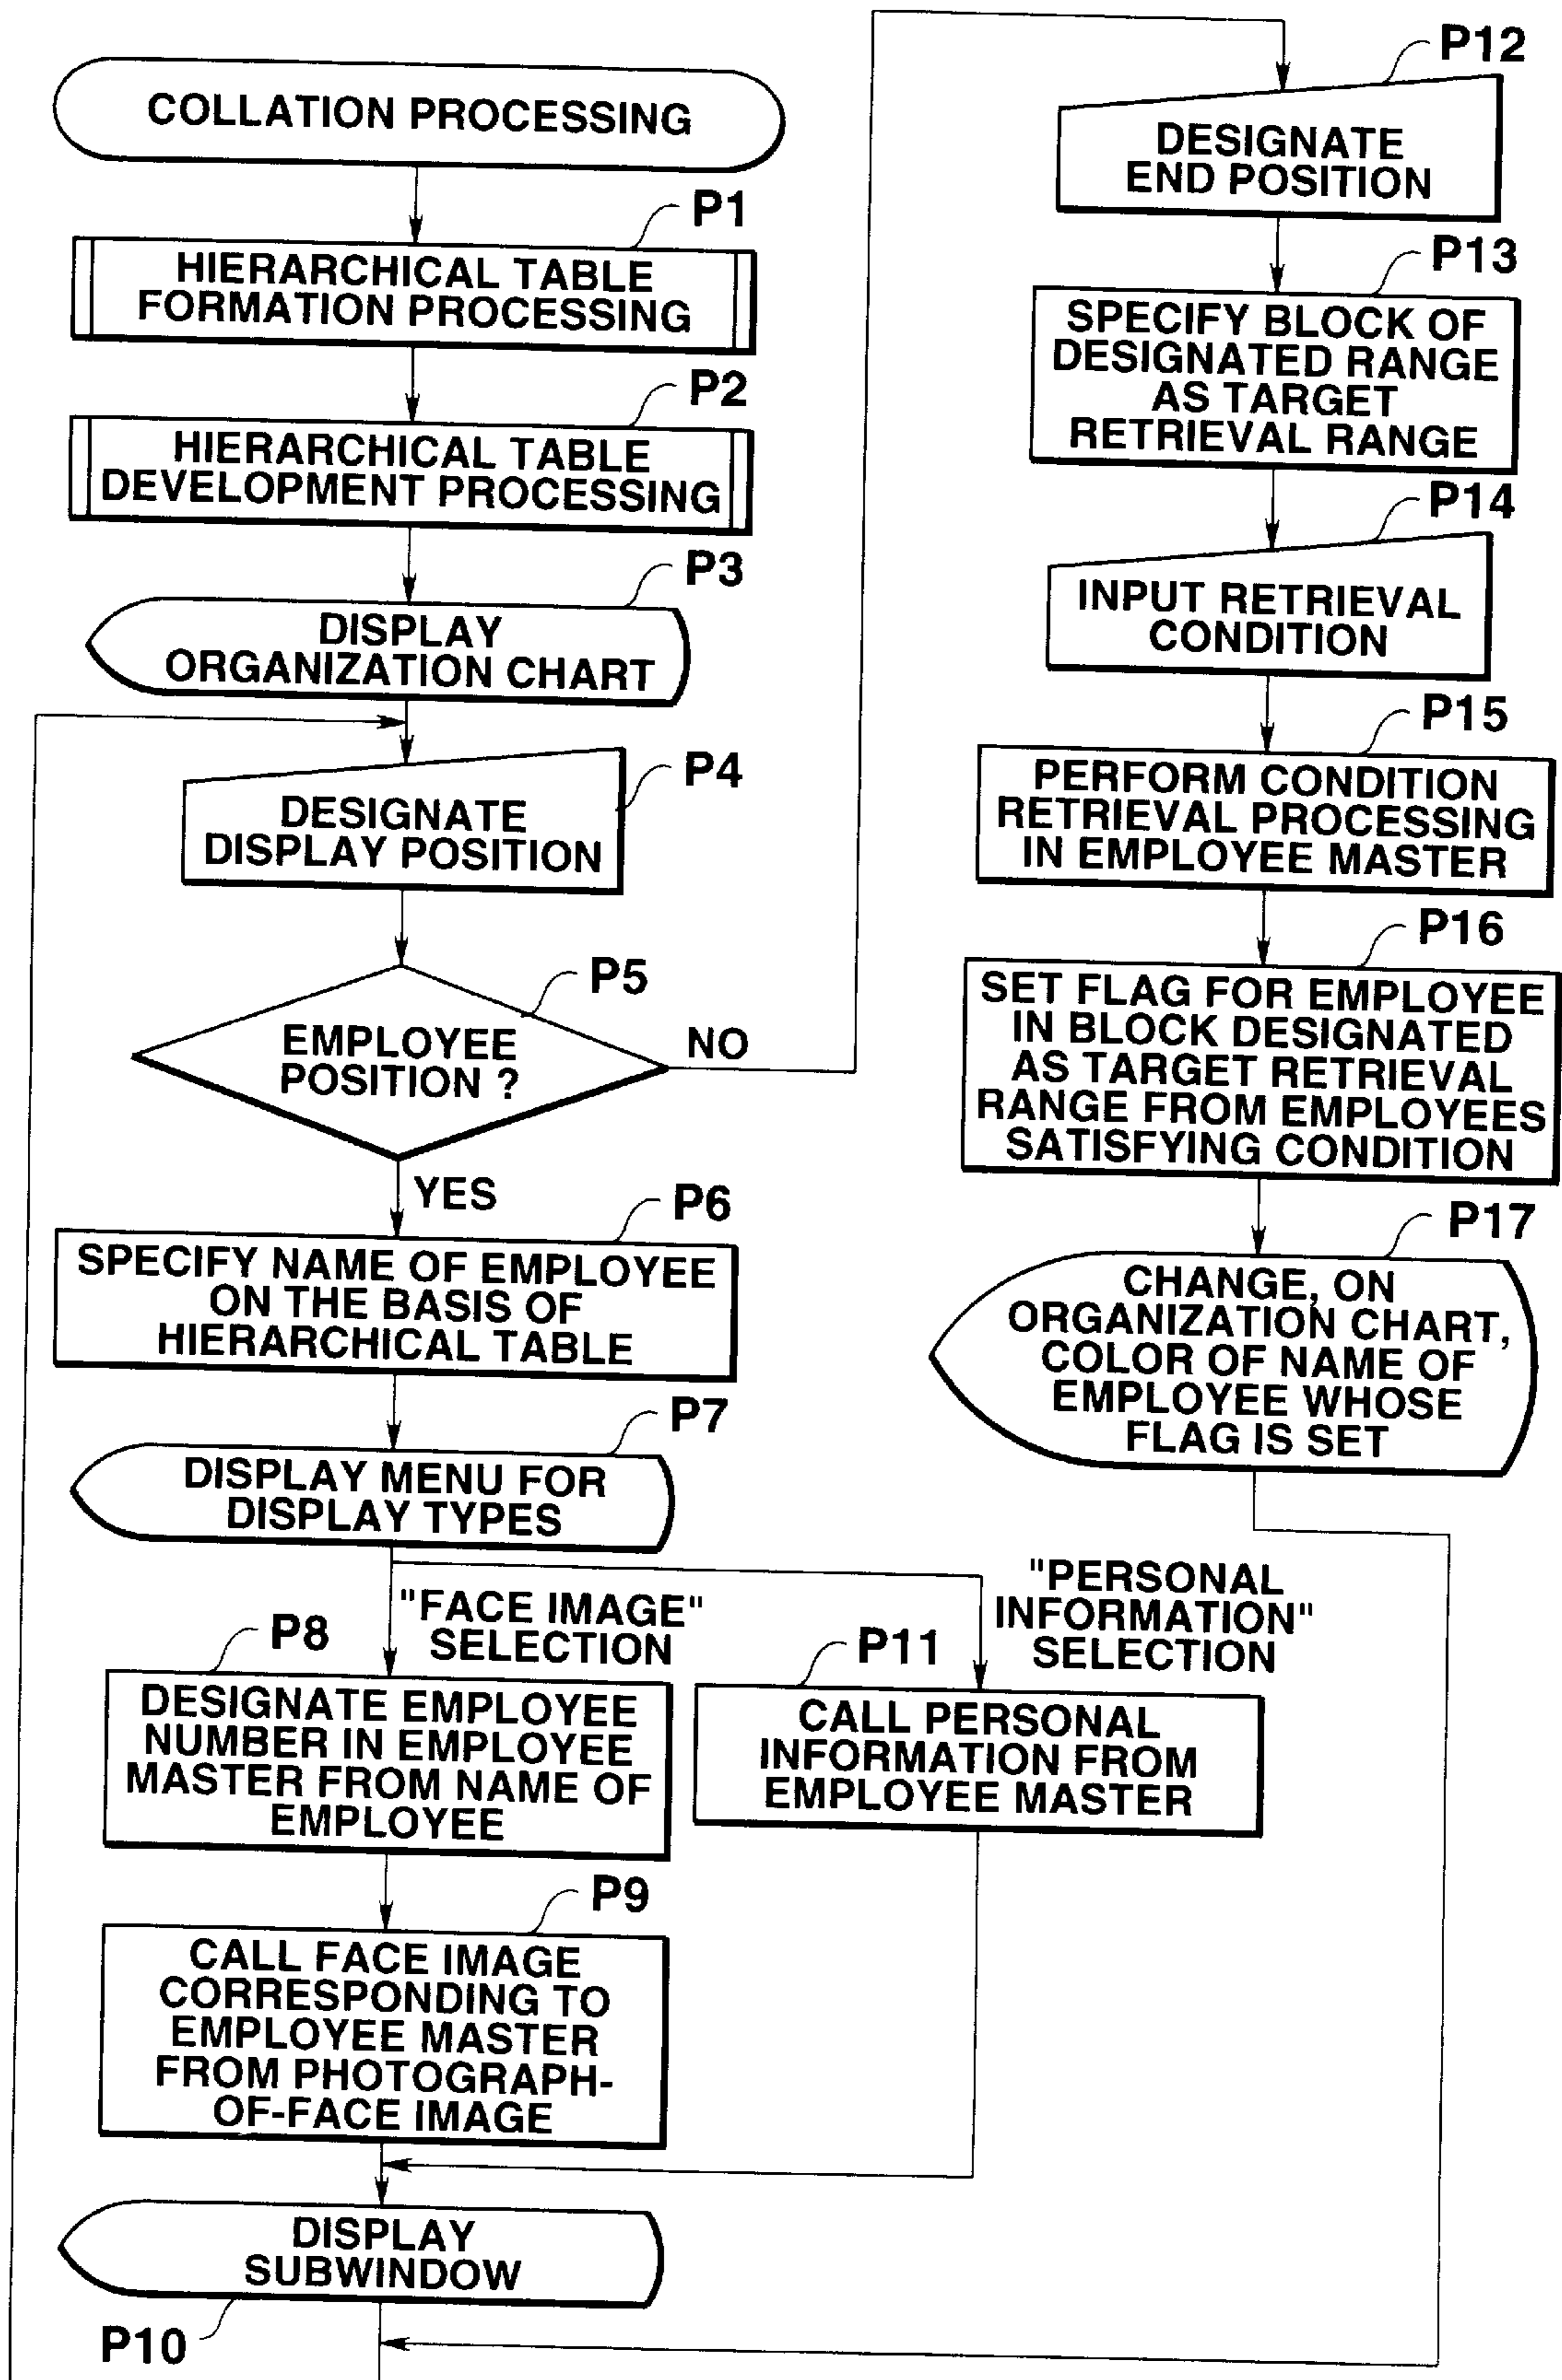 COLLATION PROCESSING
P1
HIERARCHICAL TABLE
FORMATION PROCESSING
P2
HIERARCHICAL TABLE
DEVELOPMENT PROCESSING
P3
DISPLAY
ORGANIZATION CHART
P4
DESIGNATE
DISPLAY POSITION
P5
EMPLOYEE
POSITION ?
NO
YES
P6
SPECIFY NAME OF EMPLOYEE
ON THE BASIS OF
HIERARCHICAL TABLE
P7
DISPLAY MENU FOR
DISPLAY TYPES
"FACE IMAGE"
SELECTION
"PERSONAL
INFORMATION"
SELECTION
P8
DESIGNATE EMPLOYEE
NUMBER IN EMPLOYEE
MASTER FROM NAME OF
EMPLOYEE
P11
CALL PERSONAL
INFORMATION FROM
EMPLOYEE MASTER
P9
CALL FACE IMAGE
CORRESPONDING TO
EMPLOYEE MASTER
FROM PHOTOGRAPH-
OF-FACE IMAGE
DISPLAY
SUBWINDOW
P10
P12
DESIGNATE
END POSITION
P13
SPECIFY BLOCK OF
DESIGNATED RANGE
AS TARGET
RETRIEVAL RANGE
P14
INPUT RETRIEVAL
CONDITION
P15
PERFORM CONDITION
RETRIEVAL PROCESSING
IN EMPLOYEE MASTER
P16
SET FLAG FOR EMPLOYEE
IN BLOCK DESIGNATED
AS TARGET RETRIEVAL
RANGE FROM EMPLOYEES
SATISFYING CONDITION
P17
CHANGE, ON
ORGANIZATION CHART,
COLOR OF NAME OF
EMPLOYEE WHOSE
FLAG IS SET